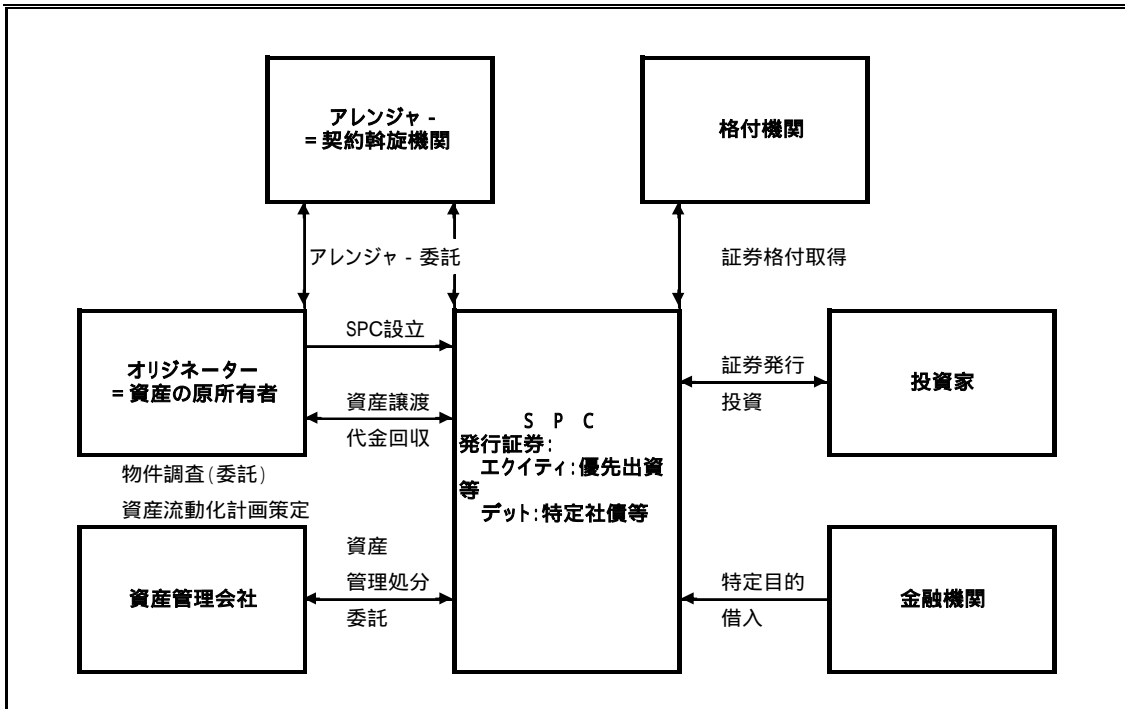 アレンジャ-
=契約斡旋機関
格付機関
アレンジャ-委託
証券格付取得
オリジネーター
=資産の原所有者
SPC設立
資産譲渡
代金回収
物件調査(委託)
資産流動化計画策定
S P C
発行証券:
エクイティ:優先出資
等
デット:特定社債等
証券発行
投資
投資家
資産管理会社
資産
管理処分
委託
特定目的
借入
金融機関